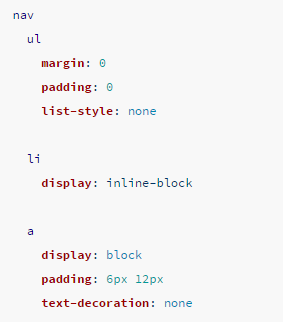 nav
  ul
    margin: 0
    padding: 0
    list-style: none

  li
    display: inline-block

  a
    display: block
    padding: 6px 12px
    text-decoration: none